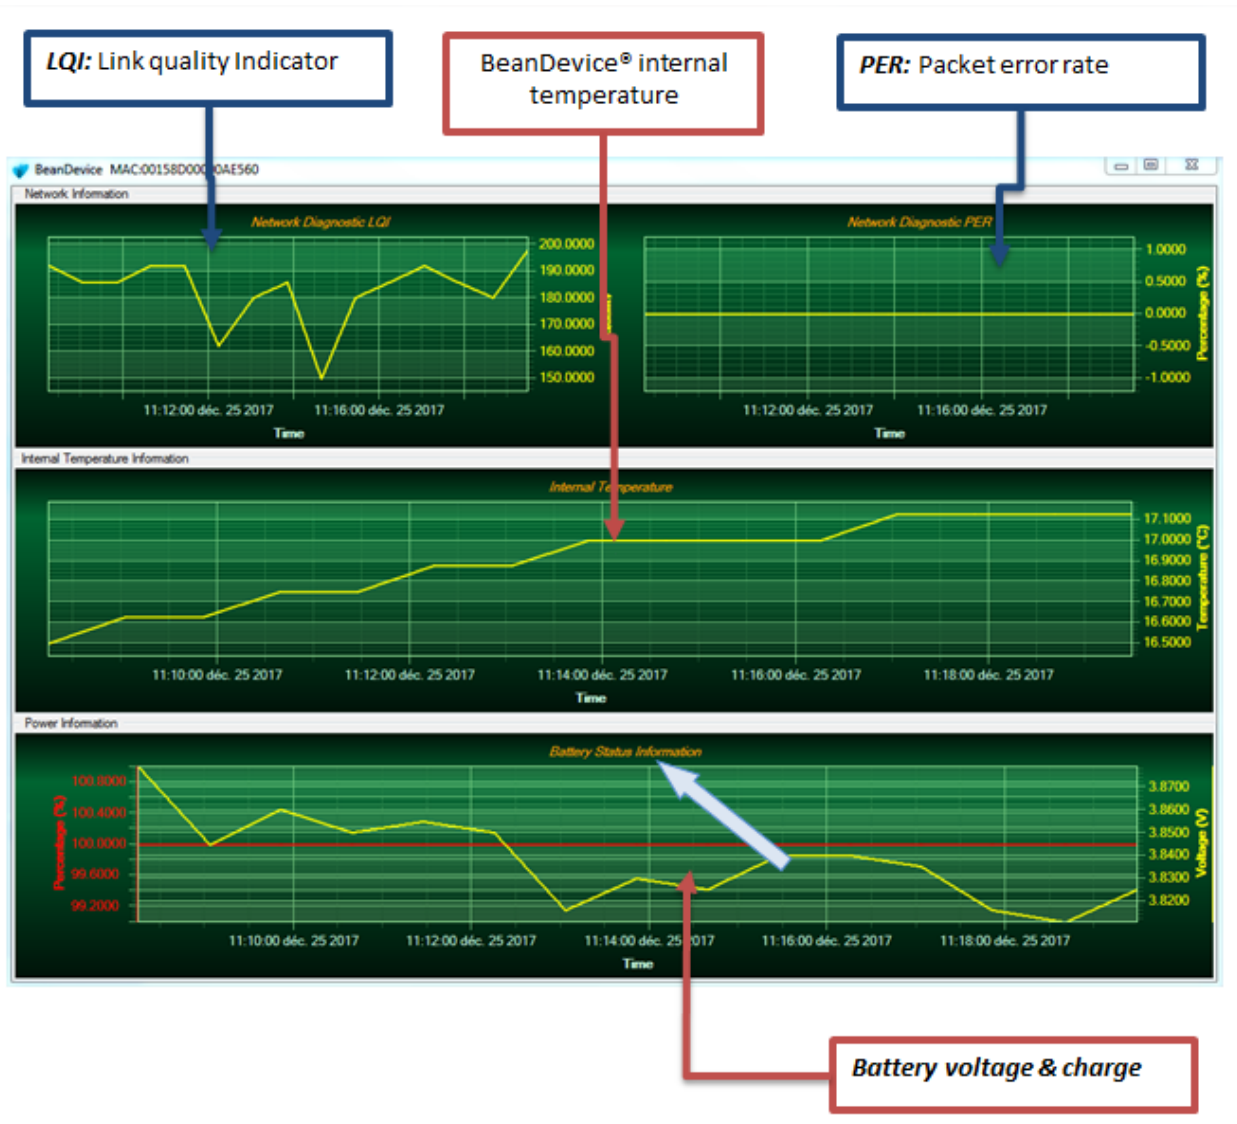 LQI: Link quality Indicator
BeanDevice® internal
temperature
PER: Packet error rate
BeanDevice MAC:00158D00000AE560
Network Information
Network Diagnostic LQI
200.0000
190.0000
180.0000
170.0000
160.0000
150.0000
11:12:00 déc. 25 2017
11:16:00 déc. 25 2017
Time
Network Diagnostic PER
1.0000
0.5000
0.0000
-0.5000
-1.0000
Percentage (%)
11:12:00 déc. 25 2017
11:16:00 déc. 25 2017
Time
Internal Temperature Information
Internal Temperature
17.1000
17.0000
16.9000
16.8000
16.7000
16.6000
16.5000
Temperature (°C)
11:10:00 déc. 25 2017
11:12:00 déc. 25 2017
11:14:00 déc. 25 2017
11:16:00 déc. 25 2017
11:18:00 déc. 25 2017
Time
Power Information
Battery Status Information
100.8000
100.4000
100.0000
99.6000
99.2000
Percentage (%)
3.8700
3.8600
3.8500
3.8400
3.8300
3.8200
Voltage (V)
11:10:00 déc. 25 2017
11:12:00 déc. 25 2017
11:14:00 déc. 25 2017
11:16:00 déc. 25 2017
11:18:00 déc. 25 2017
Time
Battery voltage & charge